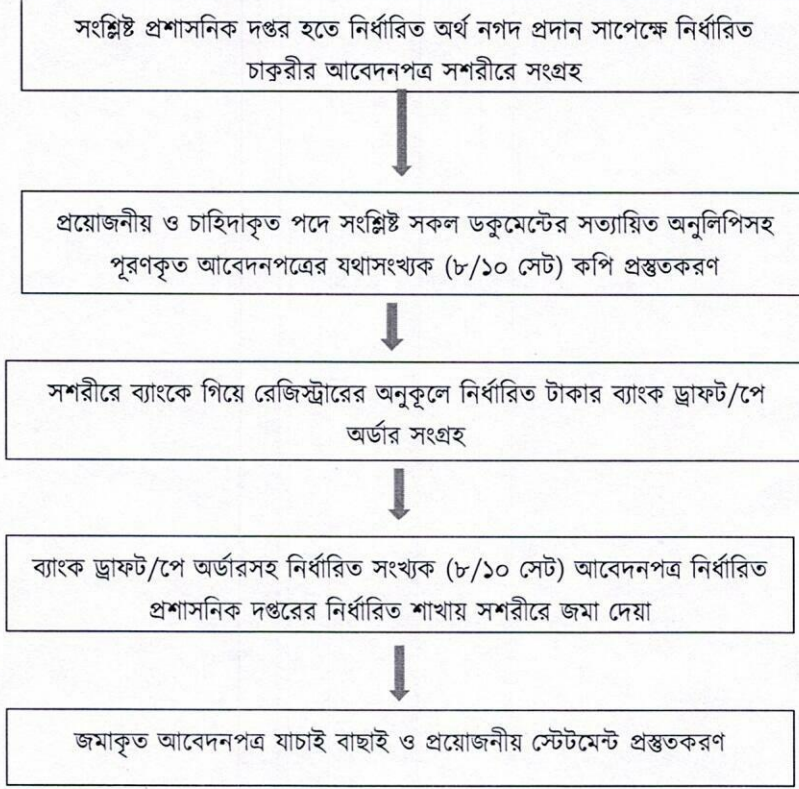 সংশ্লিষ্ট প্রশাসনিক দপ্তর হতে নির্ধারিত অর্থ নগদ প্রদান সাপেক্ষে নির্ধারিত
চাকুরীর আবেদনপত্র সশরীরে সংগ্রহ
প্রয়োজনীয় ও চাহিদাকৃত পদে সংশ্লিষ্ট সকল ডকুমেন্টের সত্যায়িত অনুলিপিসহ
পূরণকৃত আবেদনপত্রের যথাসংখ্যক (৮/১০ সেট) কপি প্রস্তুতকরণ
সশরীরে ব্যাংকে গিয়ে রেজিস্ট্রারের অনুকূলে নির্ধারিত টাকার ব্যাংক ড্রাফট/পে
অর্ডার সংগ্রহ
ব্যাংক ড্রাফট/পে অর্ডারসহ নির্ধারিত সংখ্যক (৮/১০ সেট) আবেদনপত্র নির্ধারিত
প্রশাসনিক দপ্তরের নির্ধারিত শাখায় সশরীরে জমা দেয়া
জমাকৃত আবেদনপত্র যাচাই বাছাই ও প্রয়োজনীয় স্টেটমেন্ট প্রস্তুতকরণ